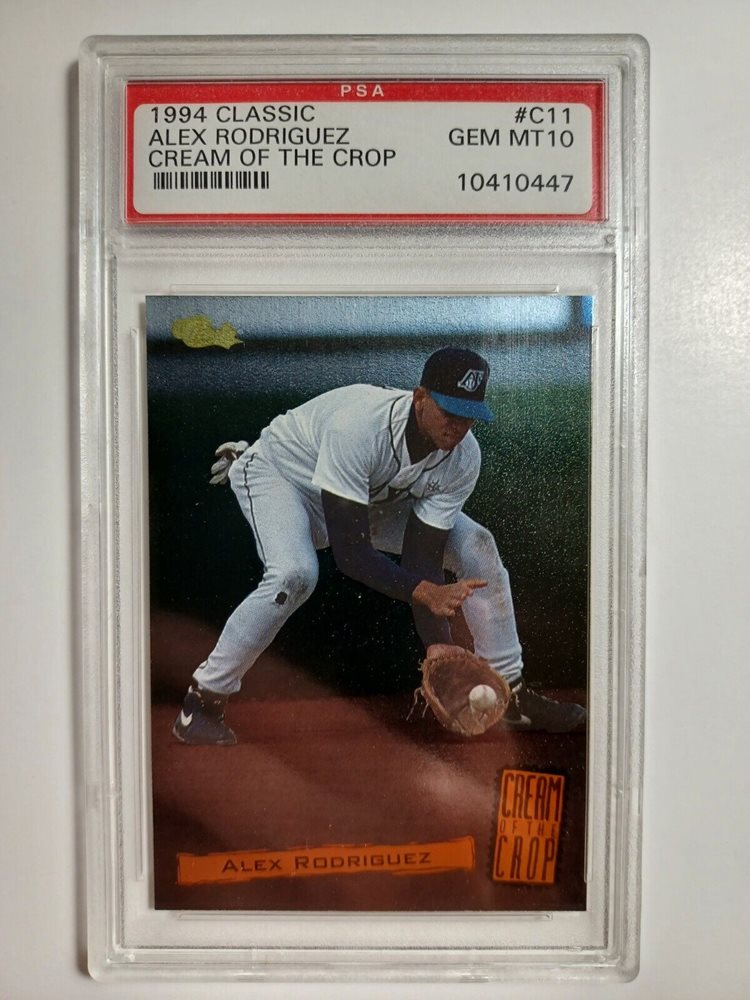 PSA
1994 CLASSIC #C11
ALEX RODRIGUEZ GEM MT10
CREAM OF THE CROP
10410447
CREAM
OF THE
CROP
ALEX RODRIGUEZ